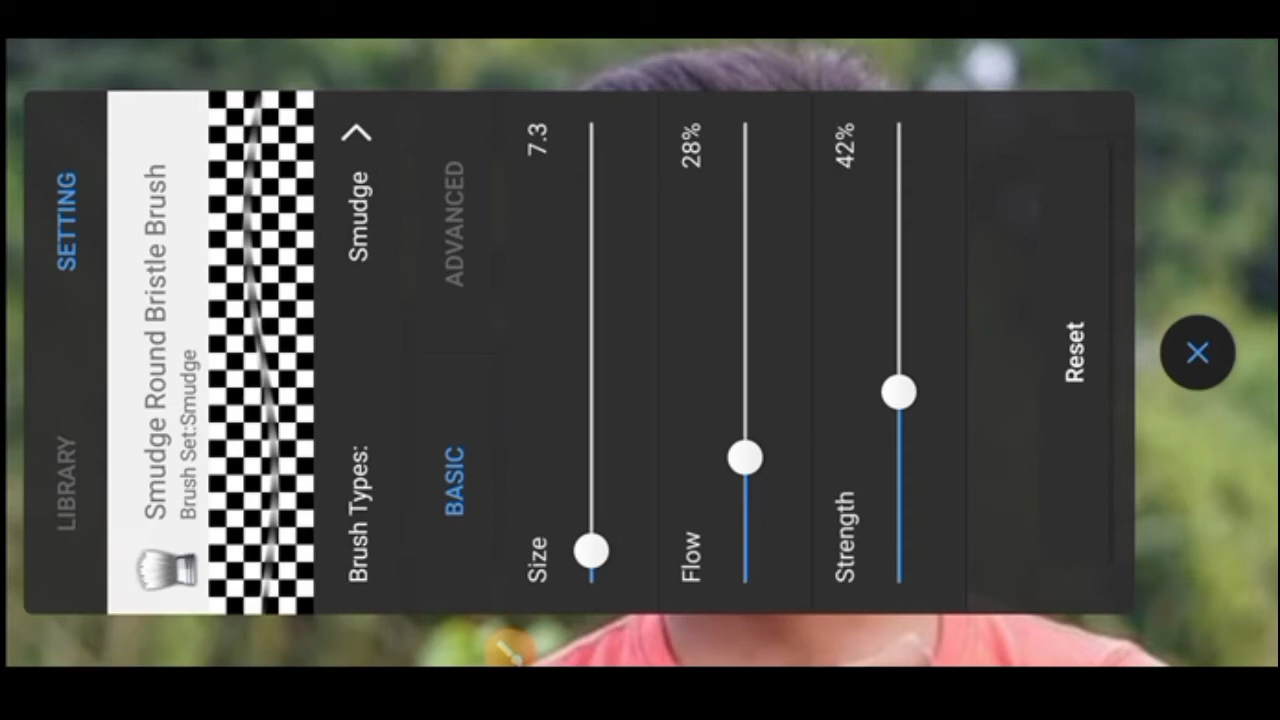 LIBRARY SETTING
Smudge Round Bristle Brush
Brush Set:Smudge
Brush Types: Smudge
BASIC ADVANCED
Size 7.3
Flow 28%
Strength 42%
Reset